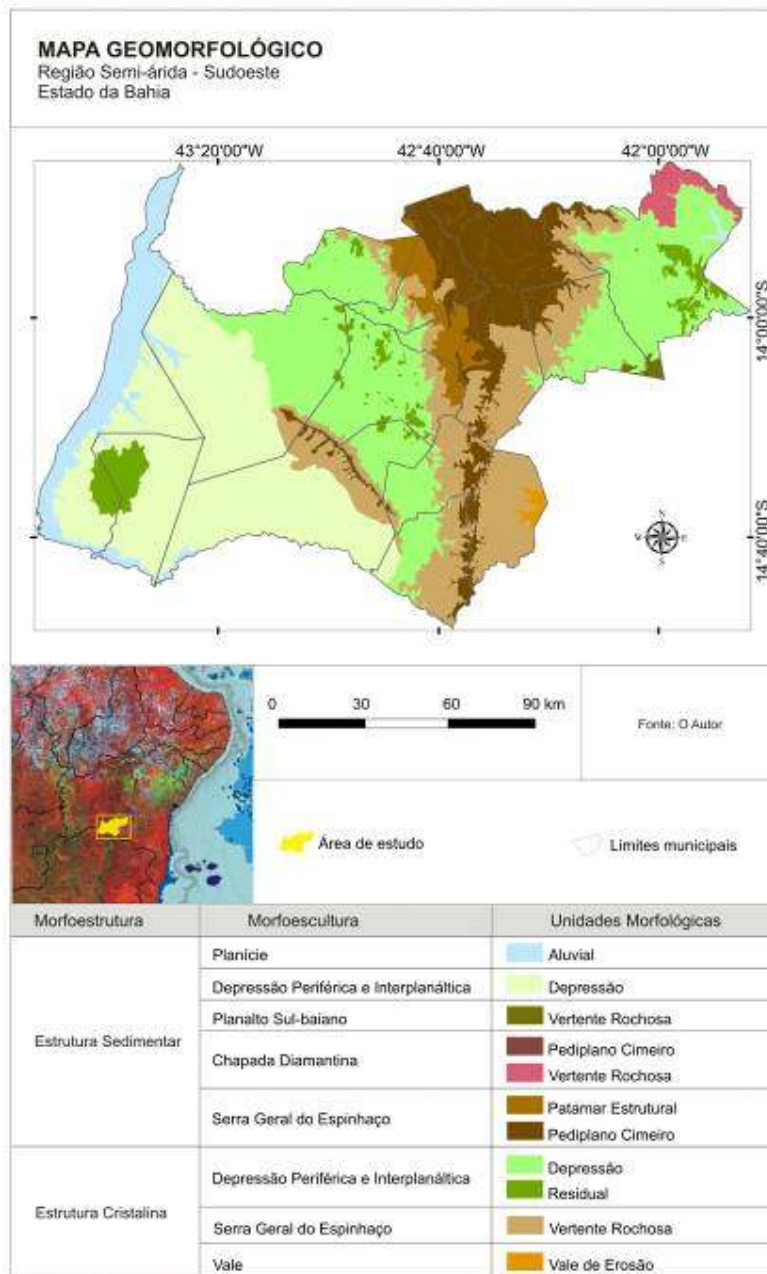 MAPA GEOMORFOLÓGICO
Região Semi-árida - Sudoeste
Estado da Bahia
43°20'00"W 42°40'00"W 42°00'00"W
14°00'00"S
14°40'00"S
N
W E
S
0 30 60 90 km
Fonte: O Autor
Área de estudo
Limites municipais
Morfoestrutura Morfoescultura Unidades Morfológicas
Estrutura Sedimentar
Planície Aluvial
Depressão Periférica e Interplanáltica Depressão
Planalto Sul-baiano Vertente Rochosa
Chapada Diamantina Pediplano Cimeiro
Vertente Rochosa
Serra Geral do Espinhaço Patamar Estrutural
Pediplano Cimeiro
Estrutura Cristalina
Depressão Periférica e Interplanáltica Depressão
Residual
Serra Geral do Espinhaço Vertente Rochosa
Vale Vale de Erosão